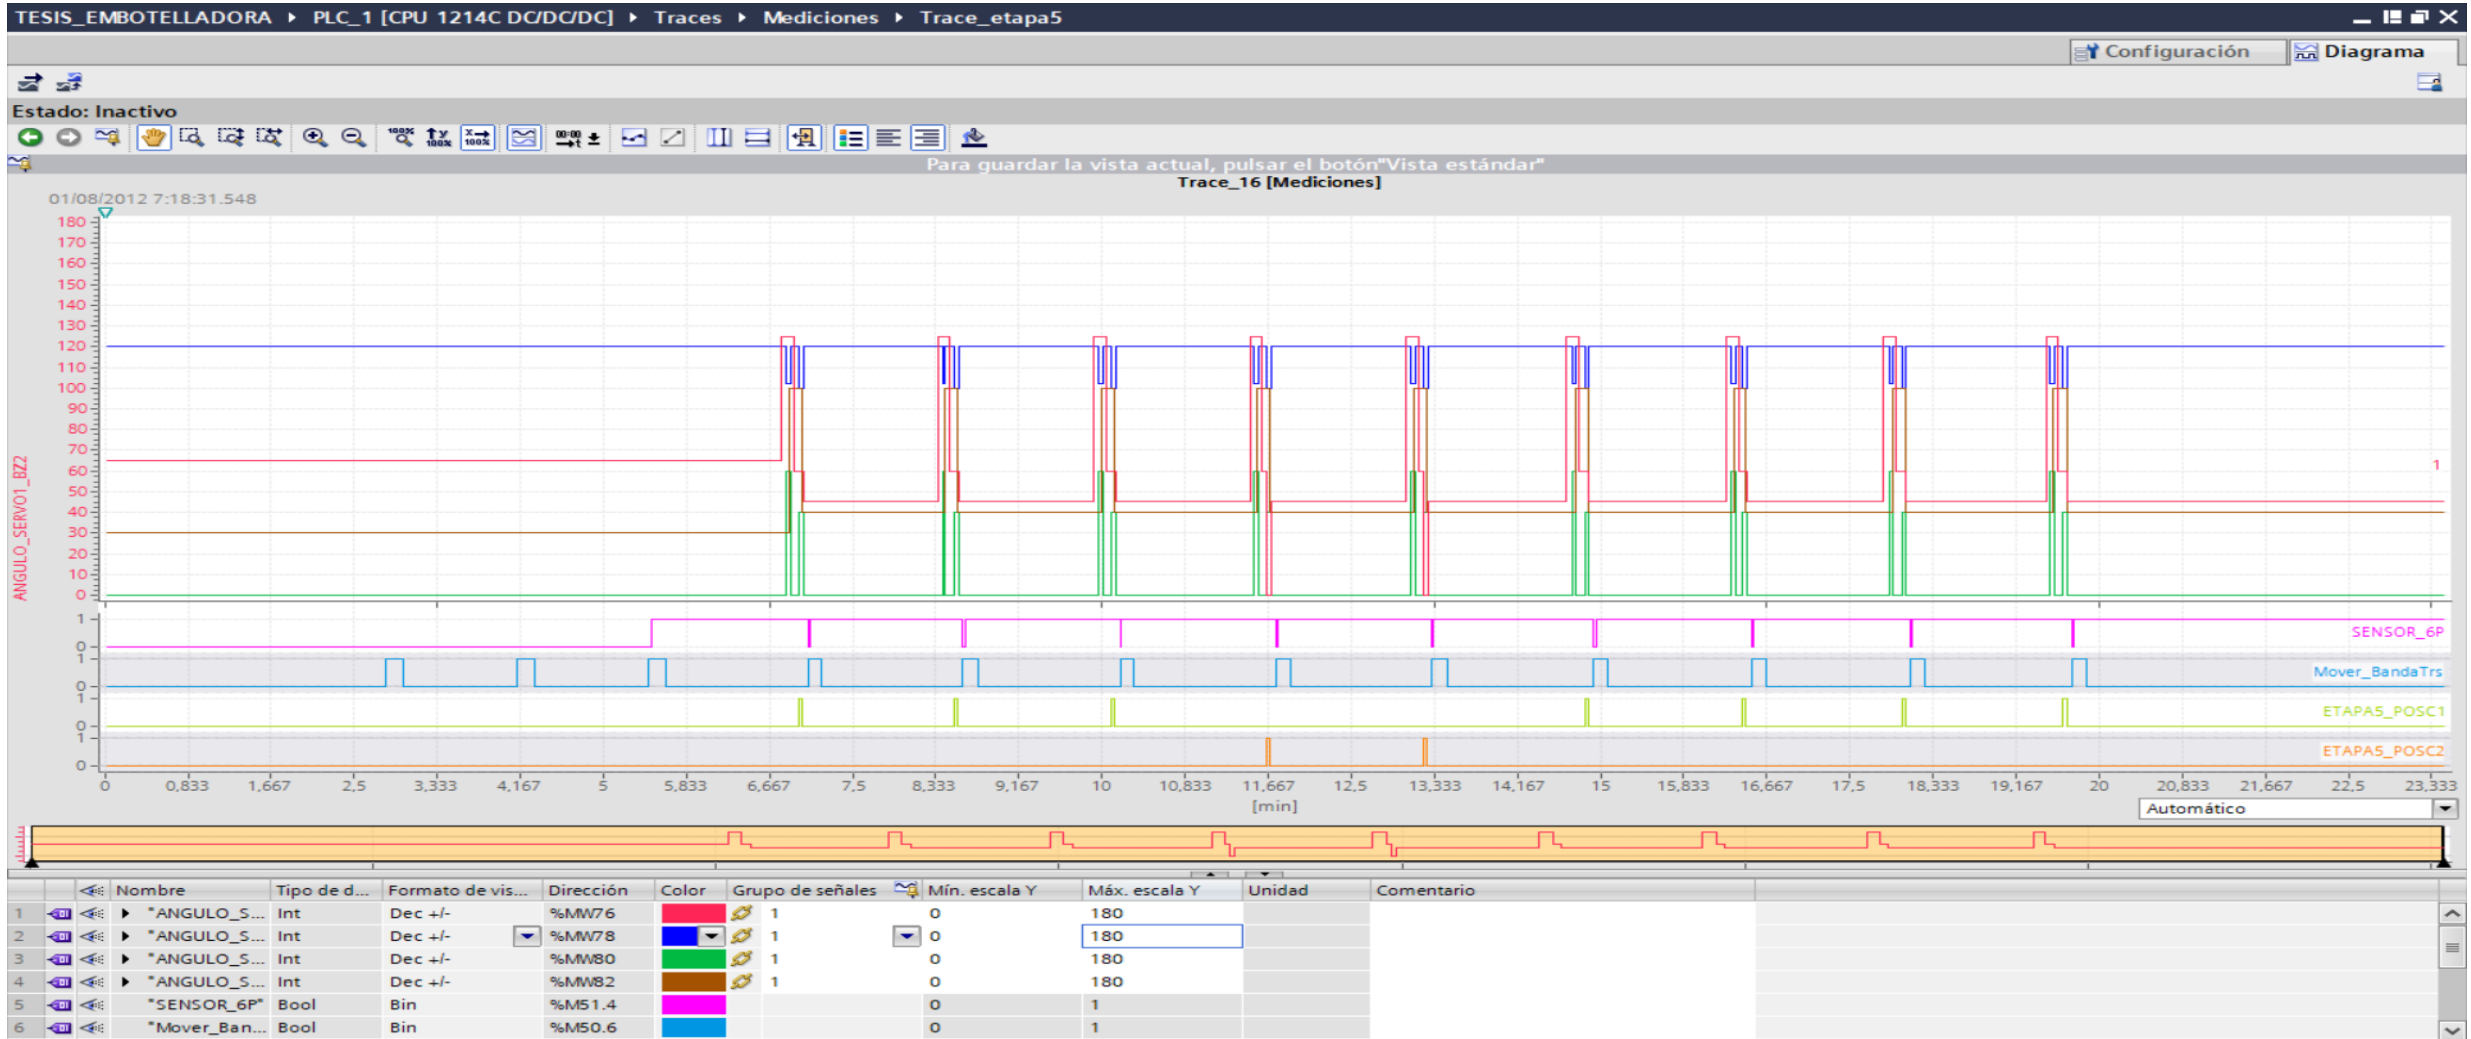 TESIS_EMBOTELLADORA ▸ PLC_1 [CPU 1214C DC/DC/DC] ▸ Traces ▸ Mediciones ▸ Trace_etapa5
Configuración Diagrama
Estado: Inactivo
Para guardar la vista actual, pulsar el botón"Vista estándar"
Trace_16 [Mediciones]
01/08/2012 7:18:31.548
180
170
160
150
140
130
120
110
100
90
80
70
60
50
40
30
20
10
0
ANGULO_SERVO1_BZ2
1
1
0
SENSOR_6P
1
0
Mover_BandaTrs
1
0
ETAPA5_POSC1
1
0
ETAPA5_POSC2
0 0,833 1,667 2,5 3,333 4,167 5 5,833 6,667 7,5 8,333 9,167 10 10,833 11,667 12,5 13,333 14,167 15 15,833 16,667 17,5 18,333 19,167 20 20,833 21,667 22,5 23,333
[min]
Automático
Nombre Tipo de d... Formato de vis... Dirección Color Grupo de señales Mín. escala Y Máx. escala Y Unidad Comentario
1 "ANGULO_S... Int Dec +/- %MW76 1 0 180
2 "ANGULO_S... Int Dec +/- %MW78 1 0 180
3 "ANGULO_S... Int Dec +/- %MW80 1 0 180
4 "ANGULO_S... Int Dec +/- %MW82 1 0 180
5 "SENSOR_6P" Bool Bin %M51.4 0 1
6 "Mover_Ban... Bool Bin %M50.6 0 1